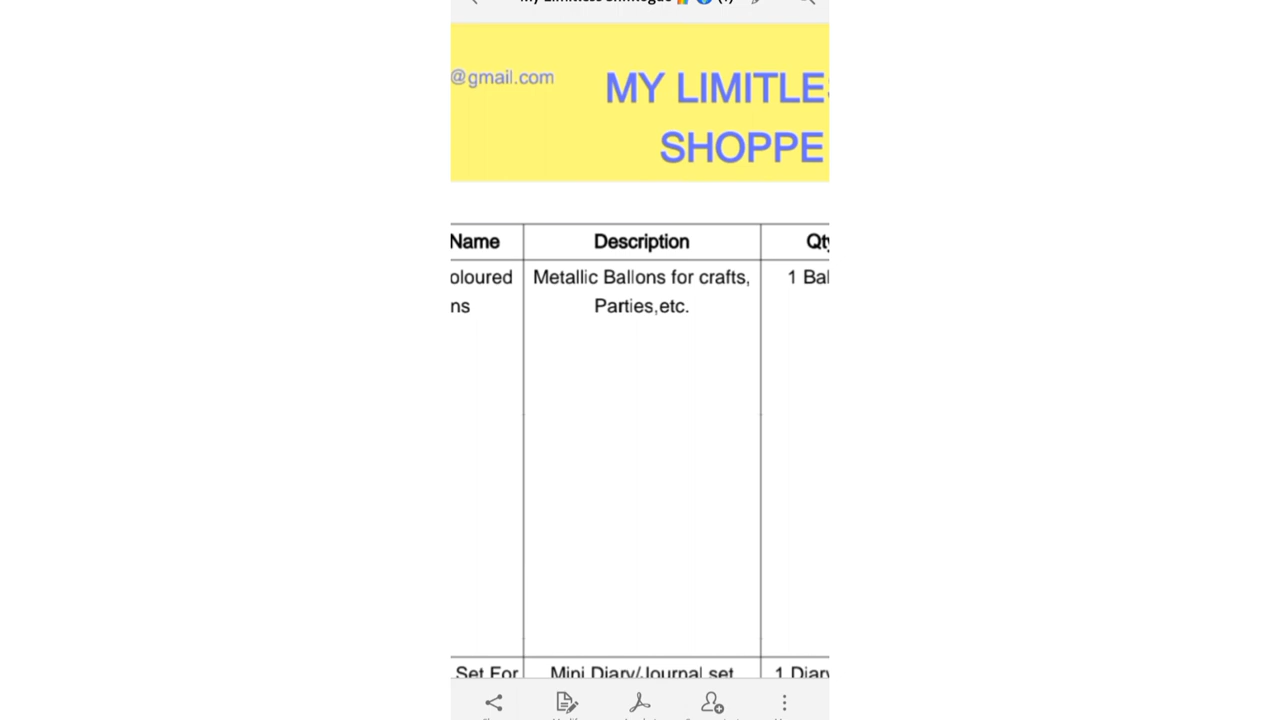 @gmail.com
MY LIMITLE
SHOPPE
Name
Description
Qty
oloured
ns
Metallic Ballons for crafts,
Parties,etc.
1 Bal
Set For
Mini Diary/Journal set
1 Diary